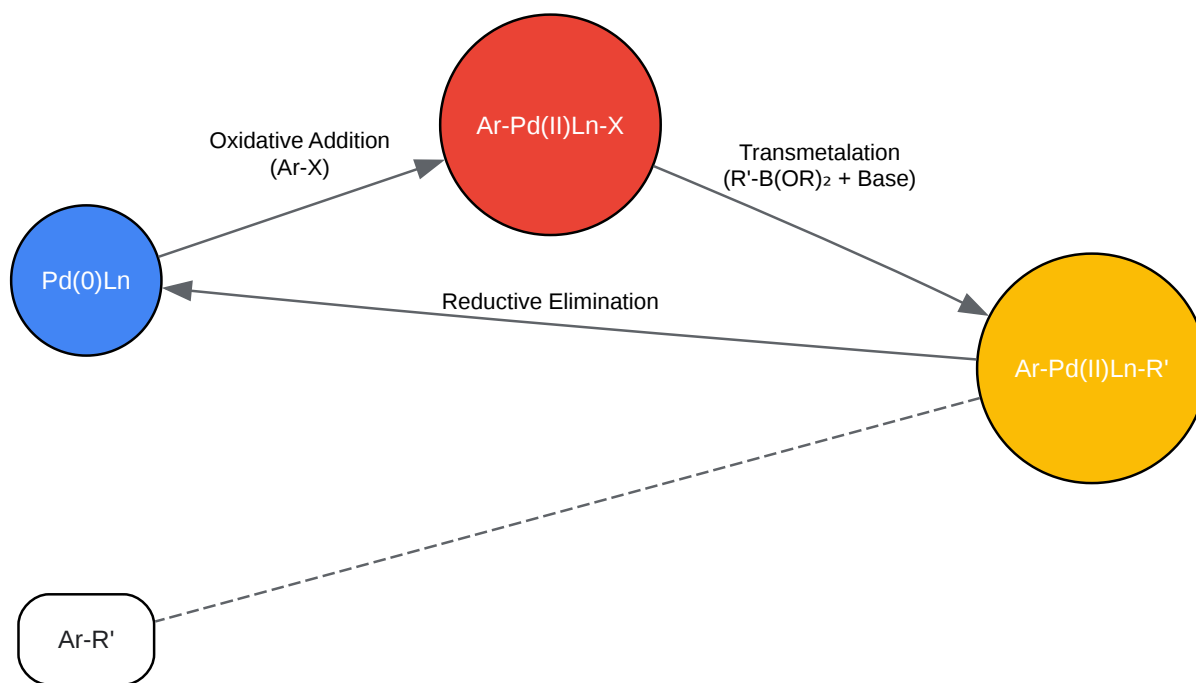 Oxidative Addition
(Ar-X)
Ar-Pd(II)Ln-X
Transmetalation
(R'-B(OR)₂ + Base)
Pd(0)Ln
Reductive Elimination
Ar-Pd(II)Ln-R'
Ar-R'